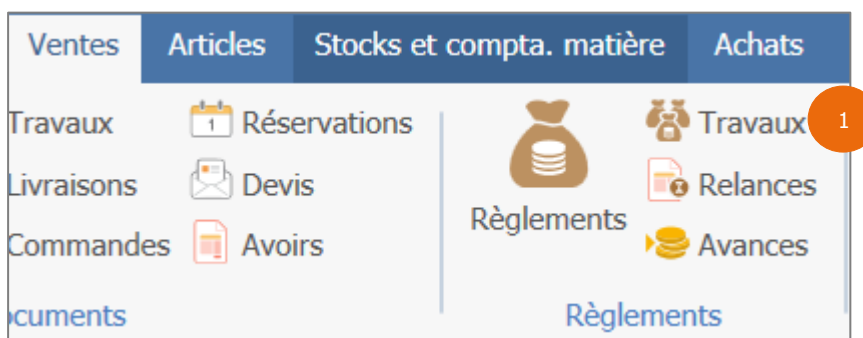 Ventes Articles Stocks et compta. matière Achats
Travaux 1 Réservations Travaux 1
Livraisons Devis Relances
Commandes Avoirs Règlements Avances
ocuments Règlements